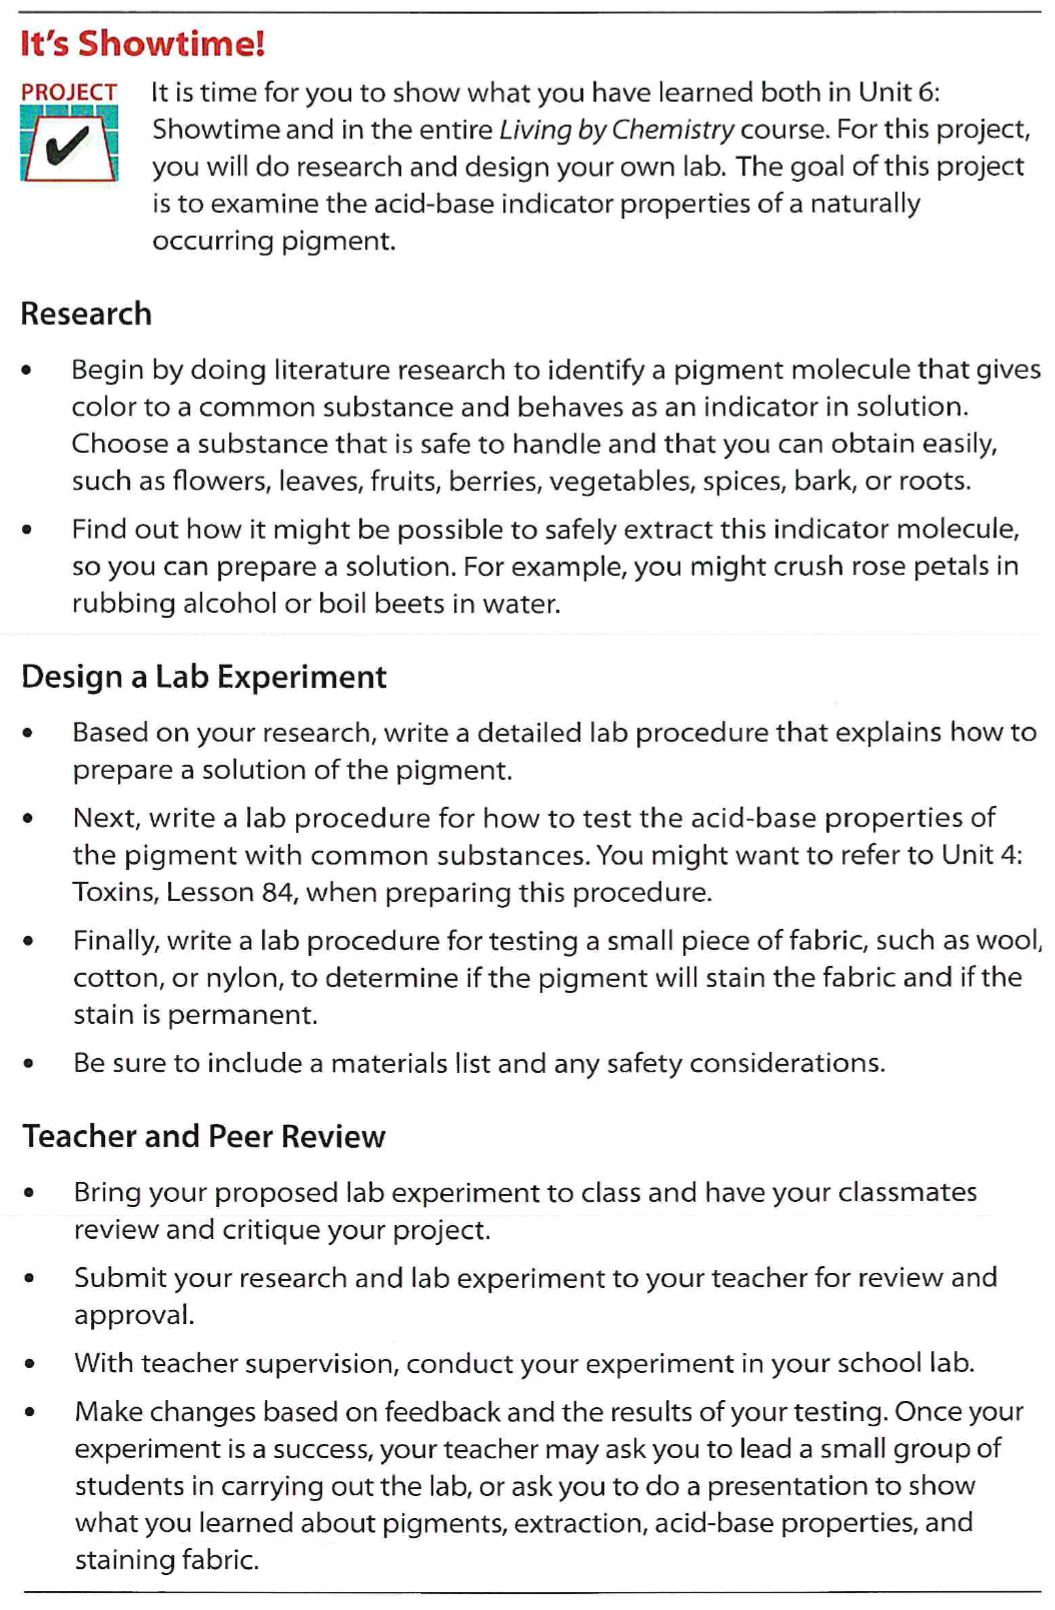 It's Showtime!
PROJECT
It is time for you to show what you have learned both in Unit 6:
Showtime and in the entire Living by Chemistry course. For this project,
you will do research and design your own lab. The goal of this project
is to examine the acid-base indicator properties of a naturally
occurring pigment.
Research
• Begin by doing literature research to identify a pigment molecule that gives
color to a common substance and behaves as an indicator in solution.
Choose a substance that is safe to handle and that you can obtain easily,
such as flowers, leaves, fruits, berries, vegetables, spices, bark, or roots.
• Find out how it might be possible to safely extract this indicator molecule,
so you can prepare a solution. For example, you might crush rose petals in
rubbing alcohol or boil beets in water.
Design a Lab Experiment
• Based on your research, write a detailed lab procedure that explains how to
prepare a solution of the pigment.
• Next, write a lab procedure for how to test the acid-base properties of
the pigment with common substances. You might want to refer to Unit 4:
Toxins, Lesson 84, when preparing this procedure.
• Finally, write a lab procedure for testing a small piece of fabric, such as wool,
cotton, or nylon, to determine if the pigment will stain the fabric and if the
stain is permanent.
• Be sure to include a materials list and any safety considerations.
Teacher and Peer Review
• Bring your proposed lab experiment to class and have your classmates
review and critique your project.
• Submit your research and lab experiment to your teacher for review and
approval.
• With teacher supervision, conduct your experiment in your school lab.
• Make changes based on feedback and the results of your testing. Once your
experiment is a success, your teacher may ask you to lead a small group of
students in carrying out the lab, or ask you to do a presentation to show
what you learned about pigments, extraction, acid-base properties, and
staining fabric.